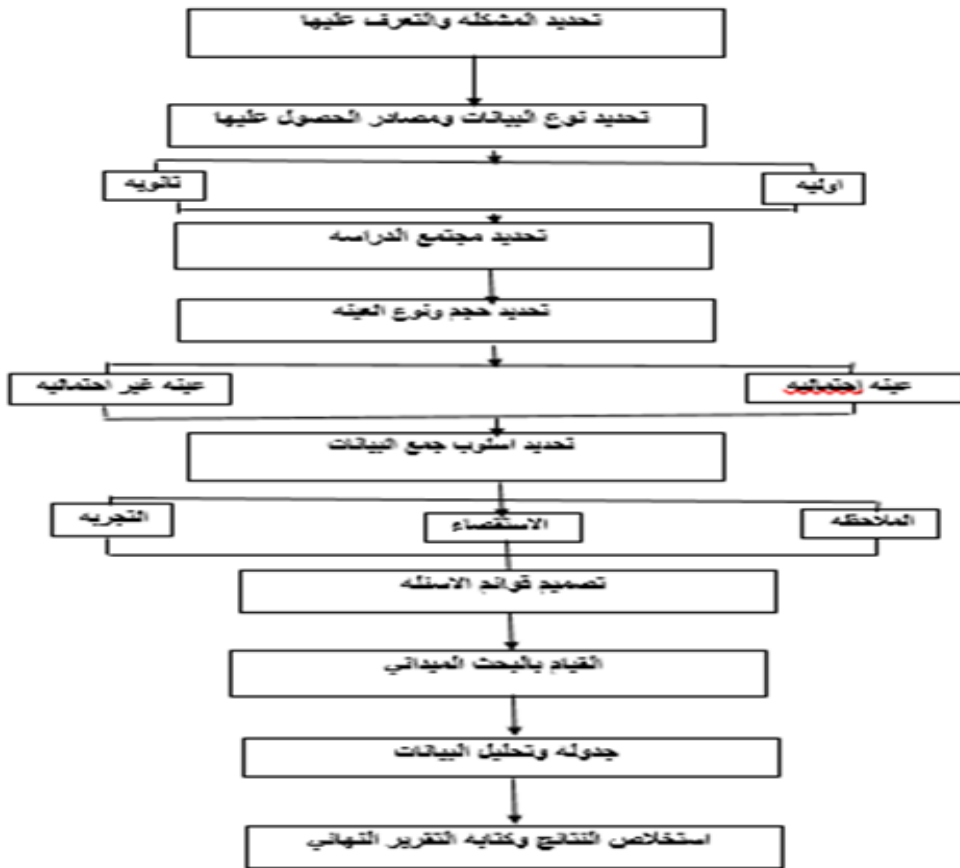 تحديد المشكله والتعرف عليها
تحديد نوع البيانات ومصادر الحصول عليها
اوليه
ثانويه
تحديد مجتمع الدراسه
تحديد حجم ونوع العينه
عينه إحتماليه
عينه غير احتماليه
تحديد اسلوب جمع البيانات
الملاحظه
الاستقصاء
التجربه
تصميم قوائم الاسئله
القيام بالبحث الميداني
جدوله وتحليل البيانات
استخلاص النتائج وكتابه التقرير النهائي